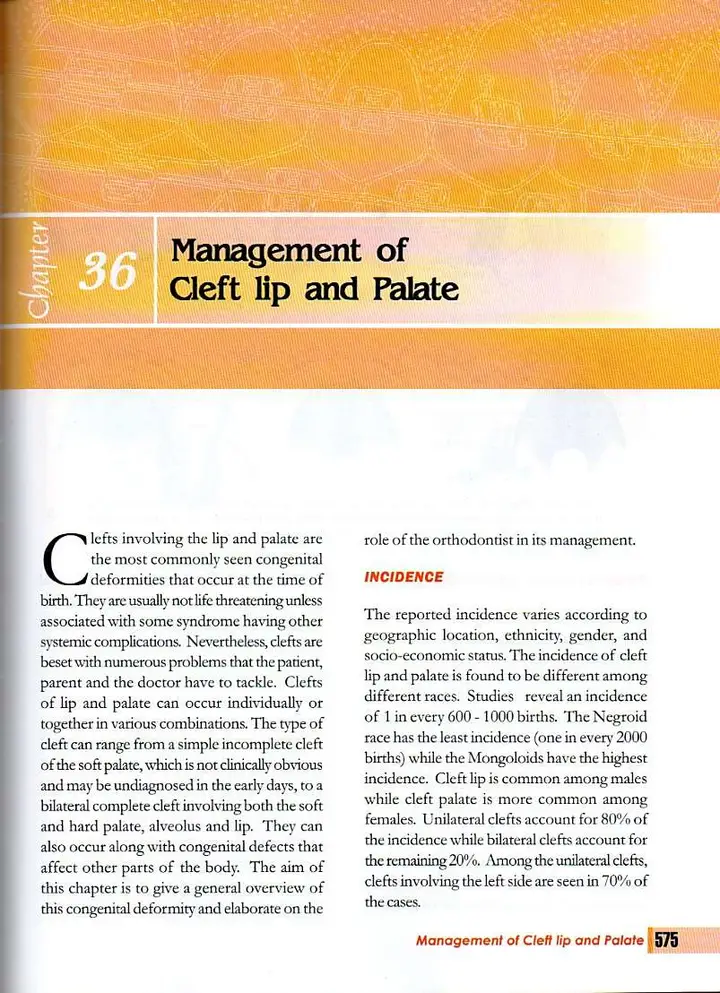 Chapter
36
Management of
Cleft lip and Palate
Clefts involving the lip and palate are
the most commonly seen congenital
deformities that occur at the time of
birth. They are usually not life threatening unless
associated with some syndrome having other
systemic complications. Nevertheless, clefts are
beset with numerous problems that the patient,
parent and the doctor have to tackle. Clefts
of lip and palate can occur individually or
together in various combinations. The type of
cleft can range from a simple incomplete cleft
of the soft palate, which is not clinically obvious
and may be undiagnosed in the early days, to a
bilateral complete cleft involving both the soft
and hard palate, alveolus and lip. They can
also occur along with congenital defects that
affect other parts of the body. The aim of
this chapter is to give a general overview of
this congenital deformity and elaborate on the
role of the orthodontist in its management.
INCIDENCE
The reported incidence varies according to
geographic location, ethnicity, gender, and
socio-economic status. The incidence of cleft
lip and palate is found to be different among
different races. Studies reveal an incidence
of 1 in every 600 - 1000 births. The Negroid
race has the least incidence (one in every 2000
births) while the Mongoloids have the highest
incidence. Cleft lip is common among males
while cleft palate is more common among
females. Unilateral clefts account for 80% of
the incidence while bilateral clefts account for
the remaining 20%. Among the unilateral clefts,
clefts involving the left side are seen in 70% of
the cases.
Management of Cleft lip and Palate 575